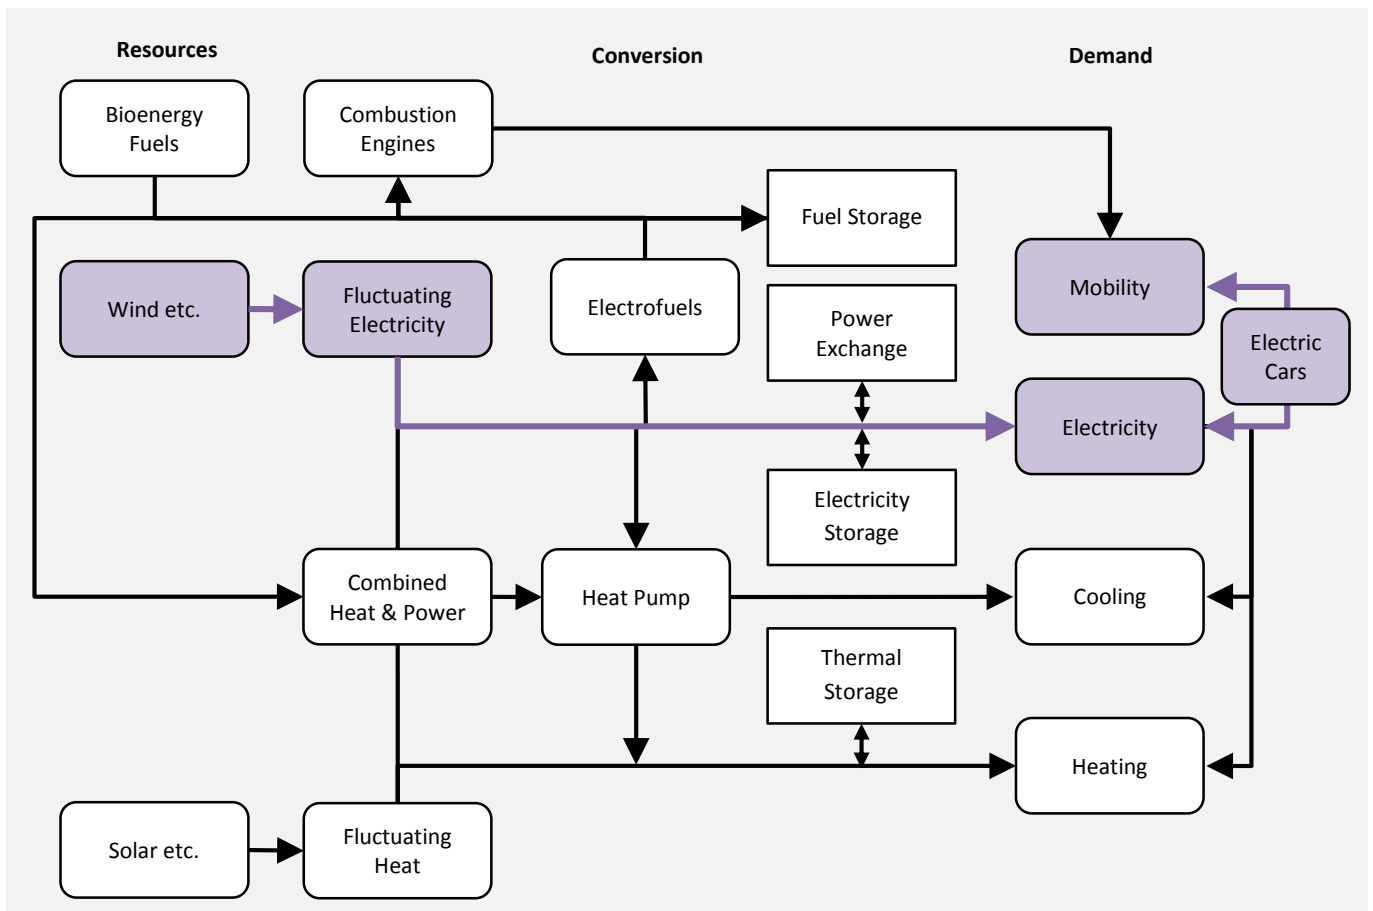 Resources
Conversion
Demand
Bioenergy
Fuels
Combustion
Engines
Fuel Storage
Wind etc.
Fluctuating
Electricity
Electrofuels
Power
Exchange
Mobility
Electric
Cars
Electricity
Electricity
Storage
Combined
Heat & Power
Heat Pump
Cooling
Thermal
Storage
Heating
Solar etc.
Fluctuating
Heat